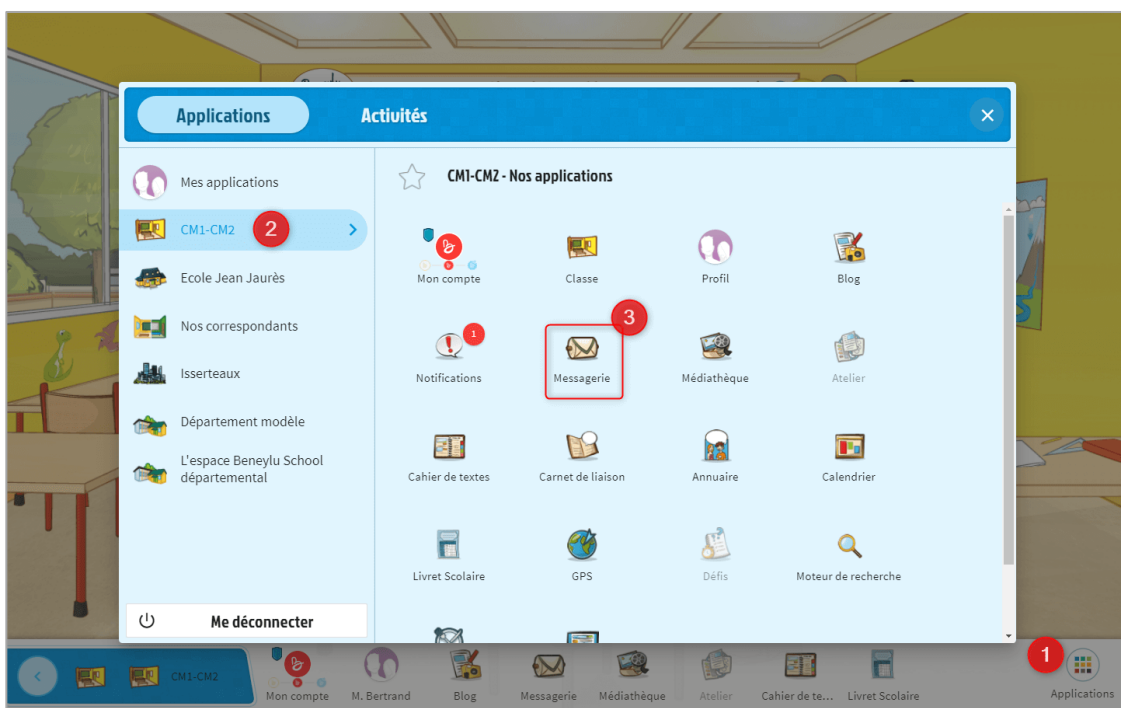 Applications
Activités
Mes applications
CM1-CM2
2
Ecole Jean Jaurès
Nos correspondants
Isserteaux
Département modèle
L'espace Beneylu School
départemental
Me déconnecter
CM1-CM2 - Nos applications
Mon compte
Classe
Profil
Blog
1
3
Notifications
Messagerie
Médiathèque
Atelier
Cahier de textes
Carnet de liaison
Annuaire
Calendrier
Livret Scolaire
GPS
Défis
Moteur de recherche
CM1-CM2
Mon compte
M. Bertrand
Blog
Messagerie
Médiathèque
Atelier
Cahier de te...
Livret Scolaire
1
Applications